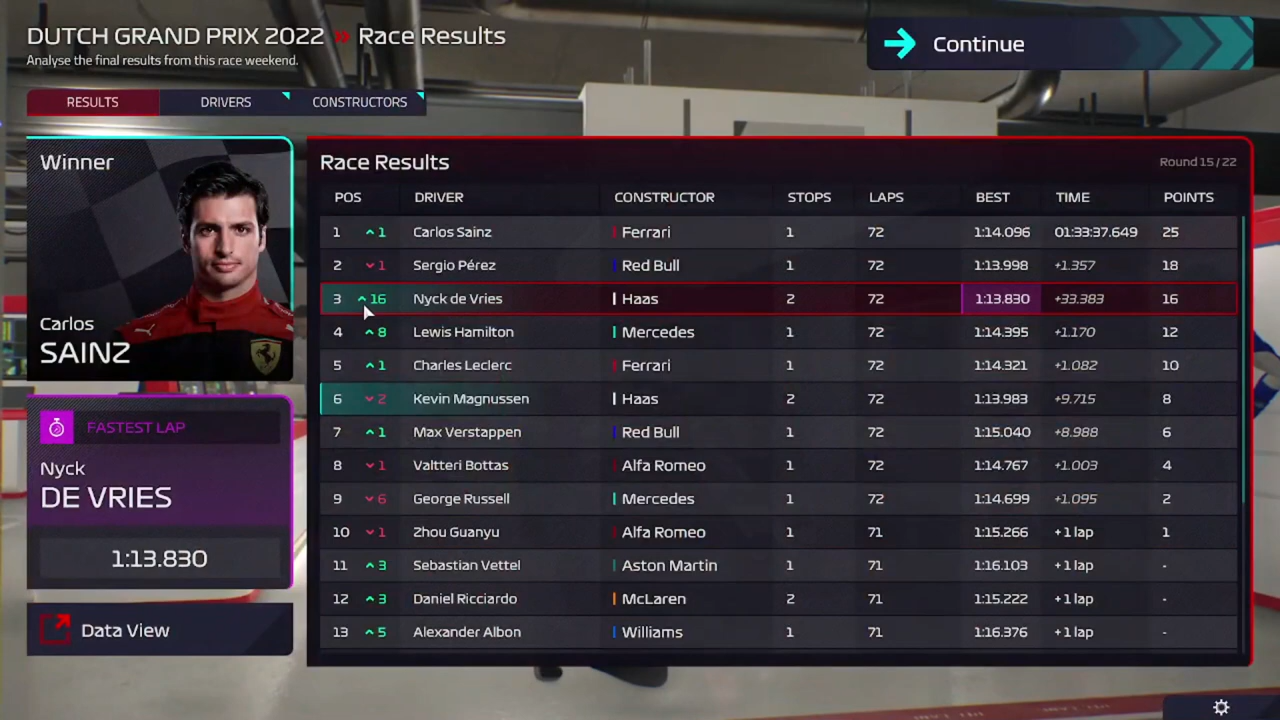 DUTCH GRAND PRIX 2022 » Race Results
Analyse the final results from this race weekend.
Continue
RESULTS DRIVERS CONSTRUCTORS
Winner
Carlos
SAINZ
FASTEST LAP
Nyck
DE VRIES
1:13.830
Data View
Race Results Round 15 / 22
POS DRIVER CONSTRUCTOR STOPS LAPS BEST TIME POINTS
1 1 Carlos Sainz Ferrari 1 72 1:14.096 01:33:37.649 25
2 1 Sergio Pérez Red Bull 1 72 1:13.998 +1.357 18
3 16 Nyck de Vries Haas 2 72 1:13.830 +33.383 16
4 8 Lewis Hamilton Mercedes 1 72 1:14.395 +1.170 12
5 1 Charles Leclerc Ferrari 1 72 1:14.321 +1.082 10
6 2 Kevin Magnussen Haas 2 72 1:13.983 +9.715 8
7 1 Max Verstappen Red Bull 1 72 1:15.040 +8.988 6
8 1 Valtteri Bottas Alfa Romeo 1 72 1:14.767 +1.003 4
9 6 George Russell Mercedes 1 72 1:14.699 +1.095 2
10 1 Zhou Guanyu Alfa Romeo 1 71 1:15.266 +1 lap 1
11 3 Sebastian Vettel Aston Martin 1 71 1:16.103 +1 lap -
12 3 Daniel Ricciardo McLaren 2 71 1:15.222 +1 lap -
13 5 Alexander Albon Williams 1 71 1:16.376 +1 lap -